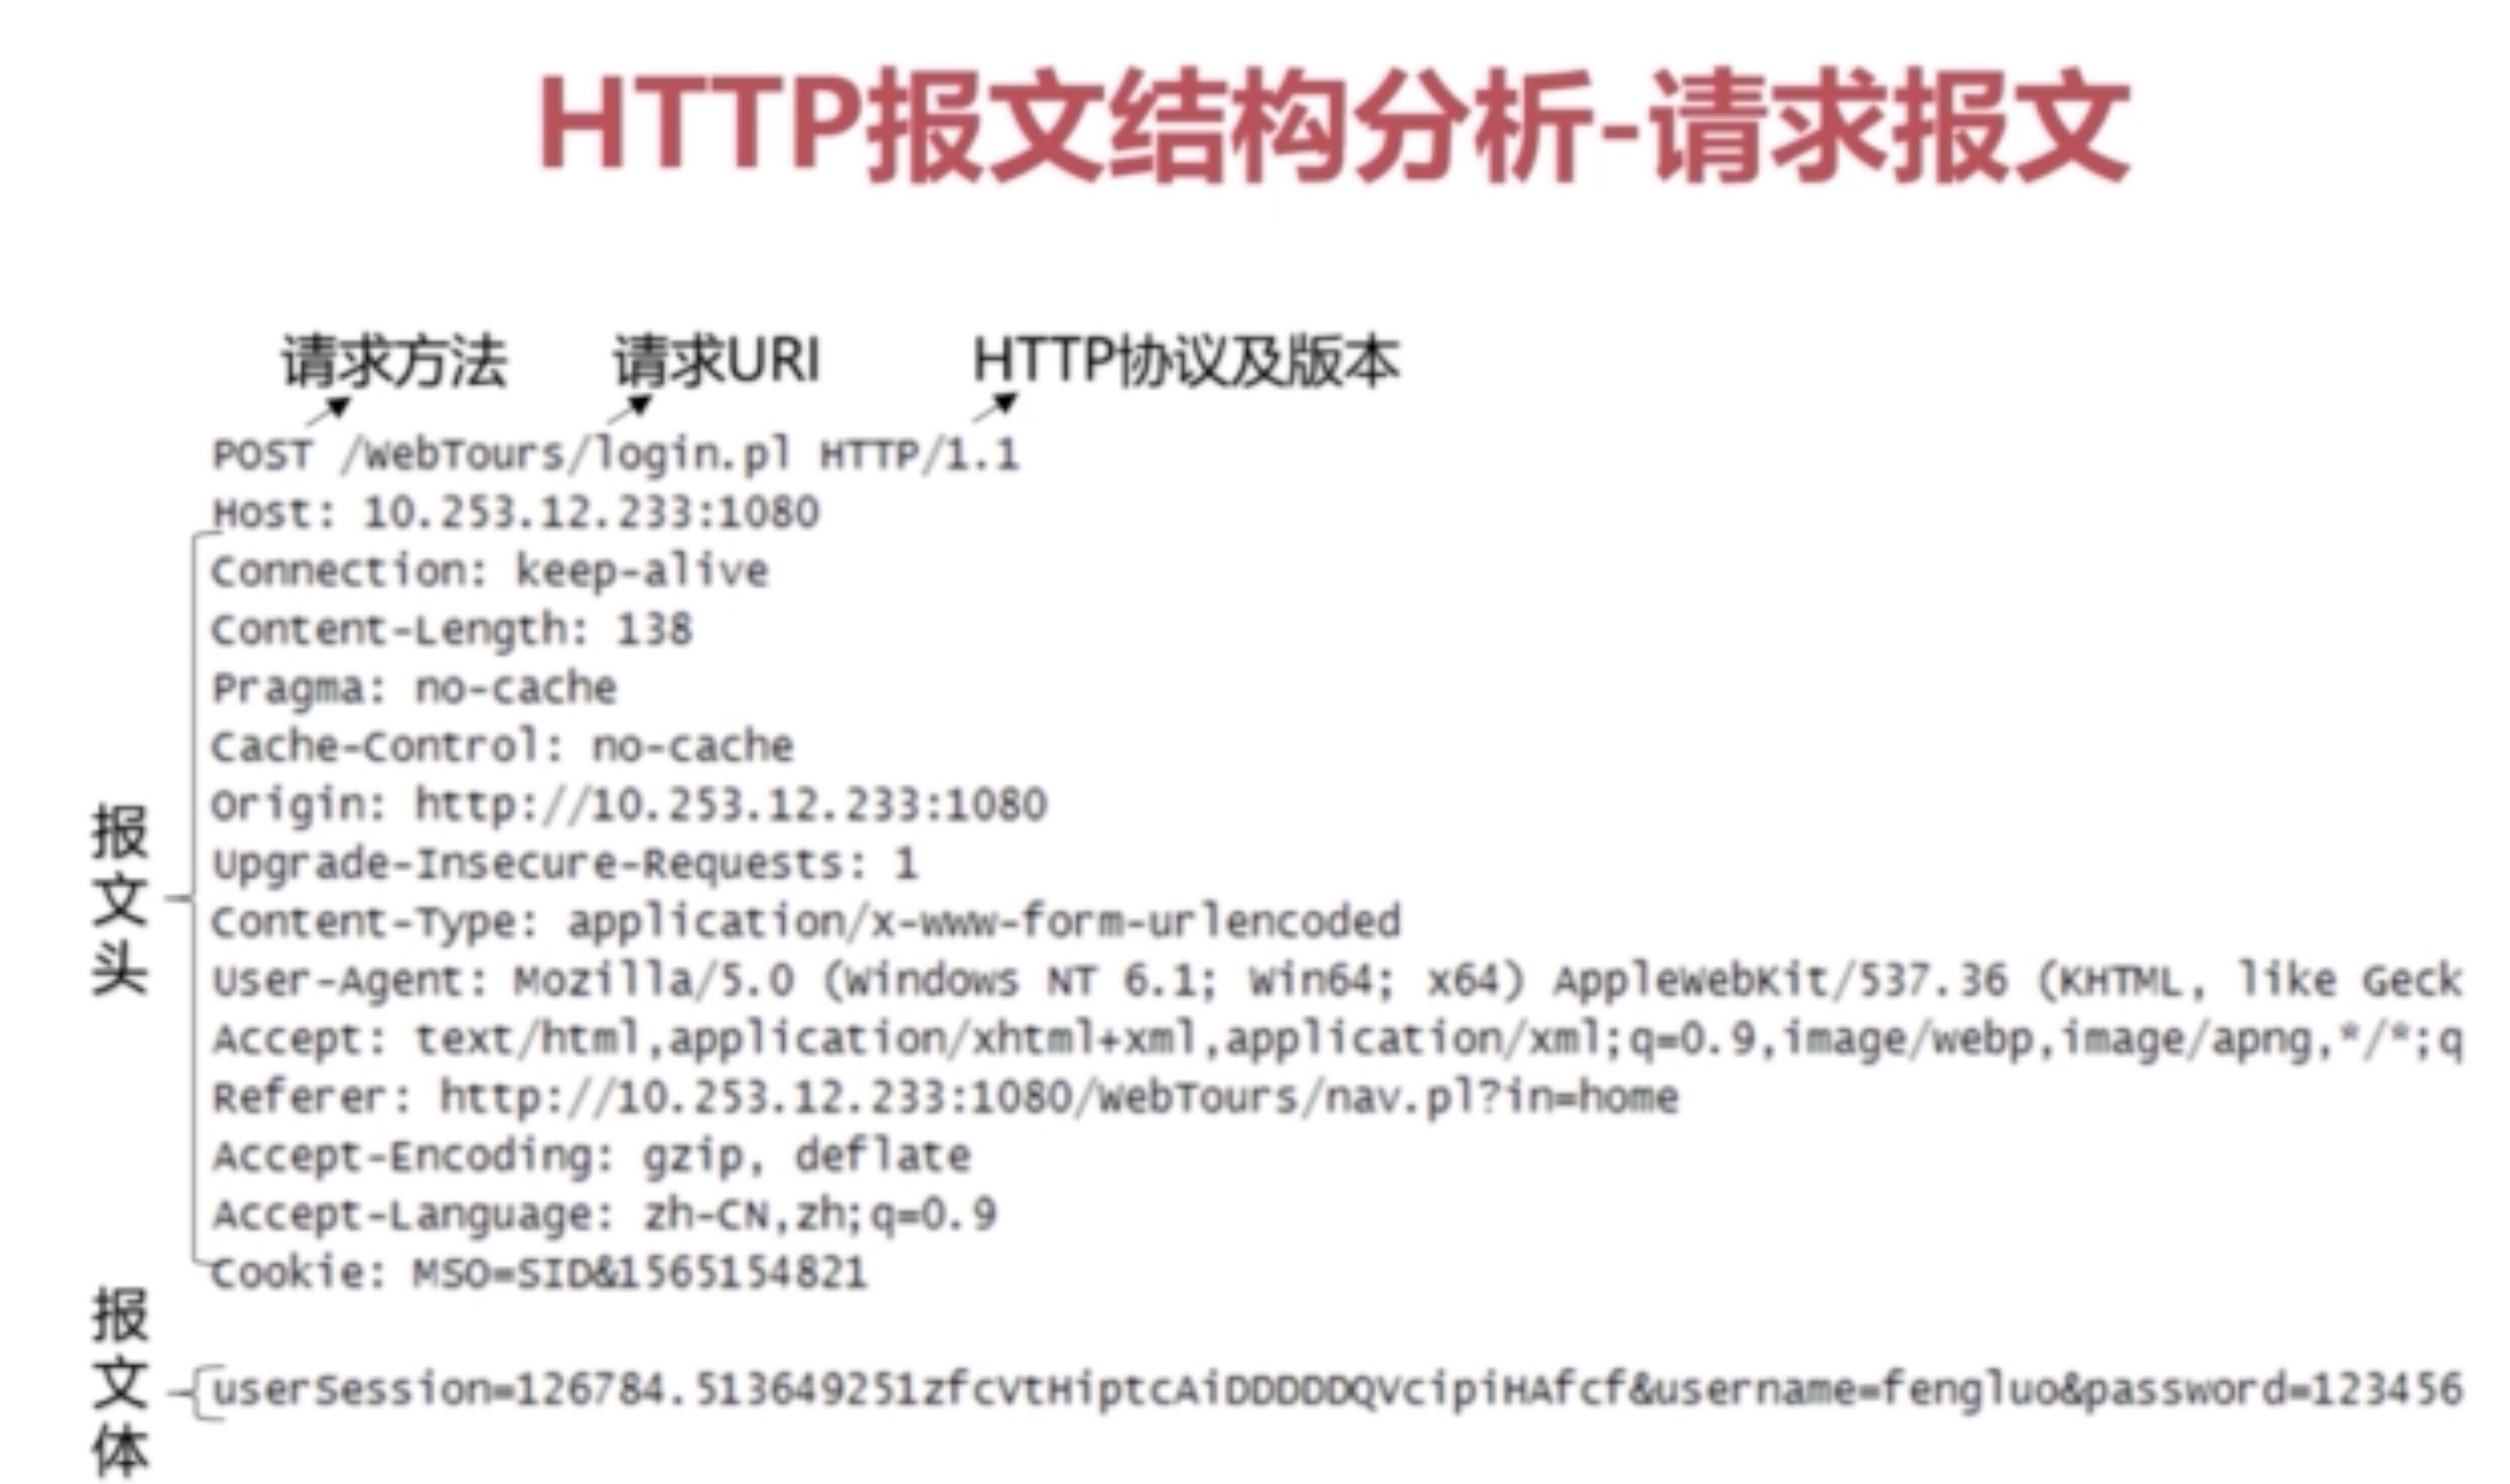 HTTP报文结构分析-请求报文
请求方法 请求URI HTTP协议及版本
POST /WebTours/login.pl HTTP/1.1
Host: 10.253.12.233:1080
Connection: keep-alive
Content-Length: 138
Pragma: no-cache
Cache-Control: no-cache
Origin: http://10.253.12.233:1080
Upgrade-Insecure-Requests: 1
Content-Type: application/x-www-form-urlencoded
User-Agent: Mozilla/5.0 (Windows NT 6.1; Win64; x64) AppleWebKit/537.36 (KHTML, like Geck
Accept: text/html,application/xhtml+xml,application/xml;q=0.9,image/webp,image/apng,*/*;q
Referer: http://10.253.12.233:1080/WebTours/nav.pl?in=home
Accept-Encoding: gzip, deflate
Accept-Language: zh-CN,zh;q=0.9
Cookie: MSO=SID&1565154821
报文头
userSession=126784.513649251zfcVtHiptcAiDDDDDQVcipiHAfcf&username=fengluo&password=123456
报文体